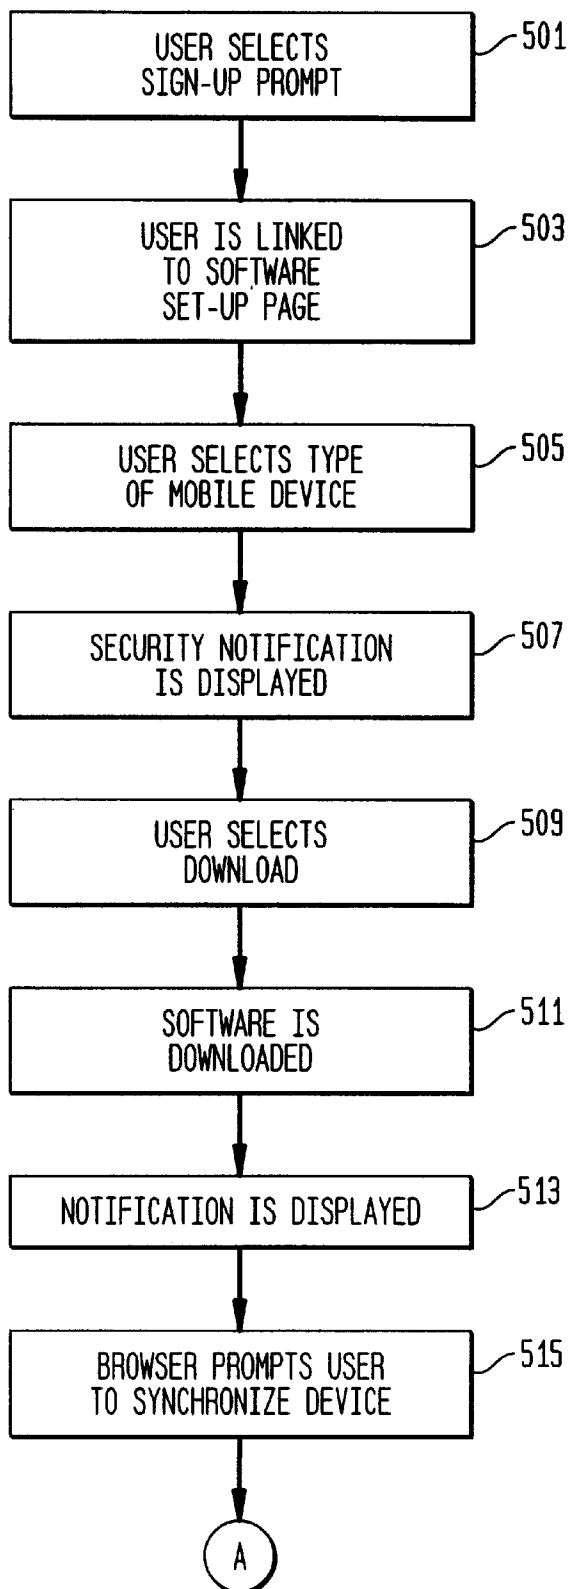 USER SELECTS
SIGN-UP PROMPT
501
USER IS LINKED
TO SOFTWARE
SET-UP PAGE
503
USER SELECTS TYPE
OF MOBILE DEVICE
505
SECURITY NOTIFICATION
IS DISPLAYED
507
USER SELECTS
DOWNLOAD
509
SOFTWARE IS
DOWNLOADED
511
NOTIFICATION IS DISPLAYED
513
BROWSER PROMPTS USER
TO SYNCHRONIZE DEVICE
515
A